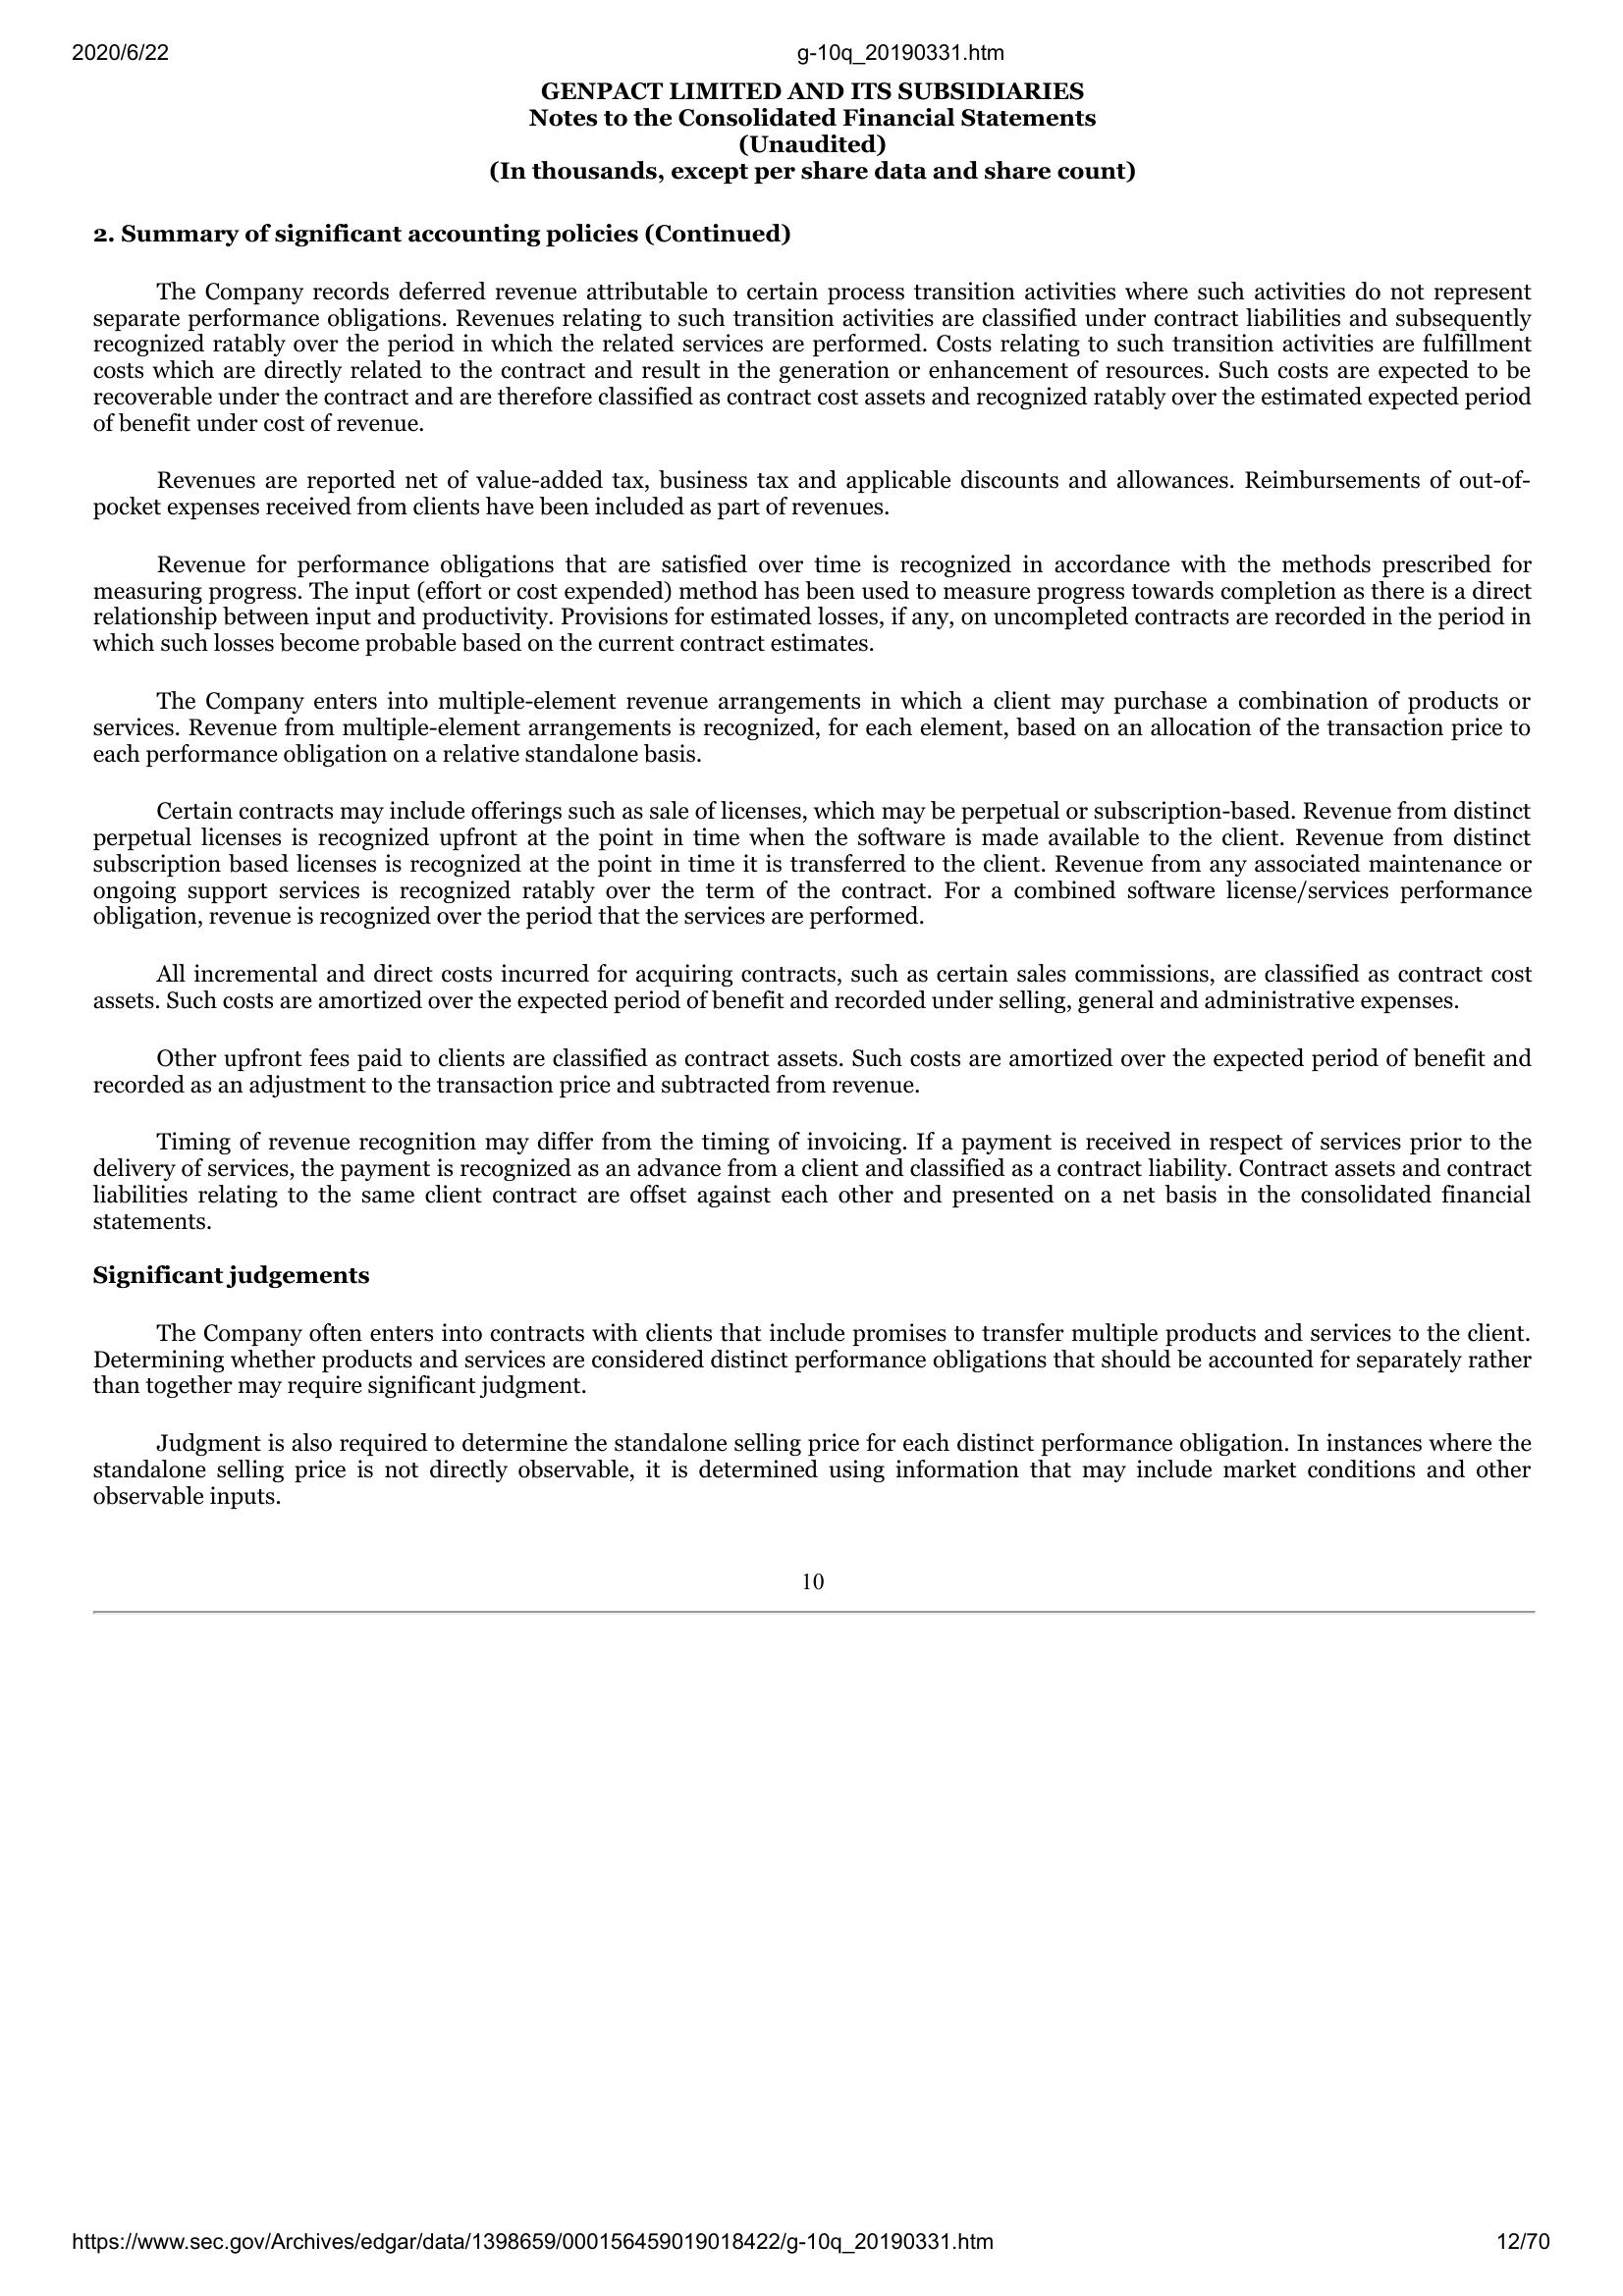 2020/6/22
g-10q_20190331.htm
GENPACT LIMITED AND ITS SUBSIDIARIES
Notes to the Consolidated Financial Statements
(Unaudited)
(In thousands, except per share data and share count)
2. Summary of significant accounting policies (Continued)
The Company records deferred revenue attributable to certain process transition activities where such activities do not represent
separate performance obligations. Revenues relating to such transition activities are classified under contract liabilities and subsequently
recognized ratably over the period in which the related services are performed. Costs relating to such transition activities are fulfillment
costs which are directly related to the contract and result in the generation or enhancement of resources. Such costs are expected to be
recoverable under the contract and are therefore classified as contract cost assets and recognized ratably over the estimated expected period
of benefit under cost of revenue.
Revenues are reported net of value-added tax, business tax and applicable discounts and allowances. Reimbursements of out-of-
pocket expenses received from clients have been included as part of revenues.
Revenue for performance obligations that are satisfied over time is recognized in accordance with the methods prescribed for
measuring progress. The input (effort or cost expended) method has been used to measure progress towards completion as there is a direct
relationship between input and productivity. Provisions for estimated losses, if any, on uncompleted contracts are recorded in the period in
which such losses become probable based on the current contract estimates.
The Company enters into multiple-element revenue arrangements in which a client may purchase a combination of products or
services. Revenue from multiple-element arrangements is recognized, for each element, based on an allocation of the transaction price to
each performance obligation on a relative standalone basis.
Certain contracts may include offerings such as sale of licenses, which may be perpetual or subscription-based. Revenue from distinct
perpetual licenses is recognized upfront at the point in time when the software is made available to the client. Revenue from distinct
subscription based licenses is recognized at the point in time it is transferred to the client. Revenue from any associated maintenance or
ongoing support services is recognized ratably over the term of the contract. For a combined software license/services performance
obligation, revenue is recognized over the period that the services are performed.
All incremental and direct costs incurred for acquiring contracts, such as certain sales commissions, are classified as contract cost
assets. Such costs are amortized over the expected period of benefit and recorded under selling, general and administrative expenses.
Other upfront fees paid to clients are classified as contract assets. Such costs are amortized over the expected period of benefit and
recorded as an adjustment to the transaction price and subtracted from revenue.
Timing of revenue recognition may differ from the timing of invoicing. If a payment is received in respect of services prior to the
delivery of services, the payment is recognized as an advance from a client and classified as a contract liability. Contract assets and contract
liabilities relating to the same client contract are offset against each other and presented on a net basis in the consolidated financial
statements.
Significant judgements
The Company often enters into contracts with clients that include promises to transfer multiple products and services to the client.
Determining whether products and services are considered distinct performance obligations that should be accounted for separately rather
than together may require significant judgment.
Judgment is also required to determine the standalone selling price for each distinct performance obligation. In instances where the
standalone selling price is not directly observable, it is determined using information that may include market conditions and other
observable inputs.
10
https://www.sec.gov/Archives/edgar/data/1398659/000156459019018422/g-10q_20190331.htm
12/70